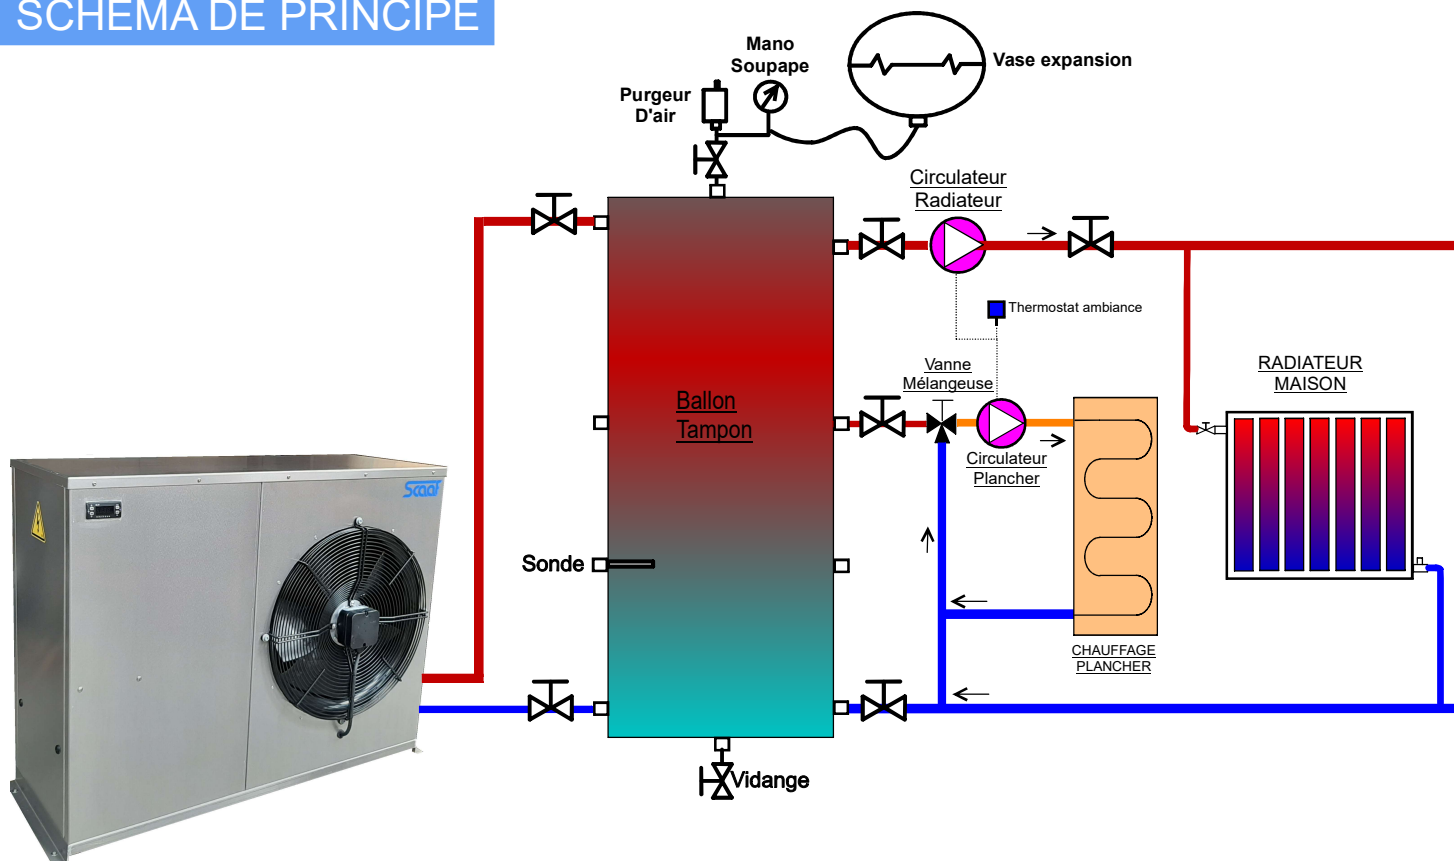 SCHEMA DE PRINCIPE
Mano
Soupape
Vase expansion
Purgeur
D'air
Circulateur
Radiateur
Thermostat ambiance
Vanne
Mélangeuse
RADIATEUR
MAISON
Ballon
Tampon
Circulateur
Plancher
Scaaf
Sonde
CHAUFFAGE
PLANCHER
Vidange